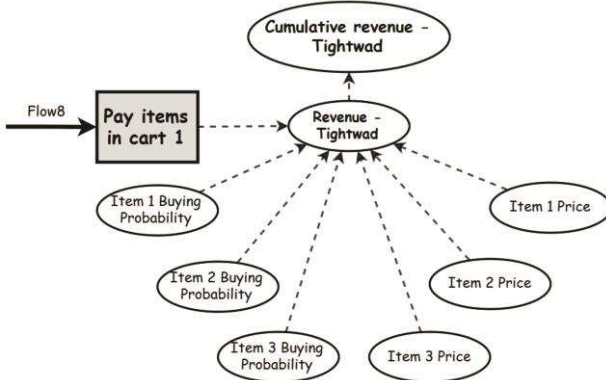 Cumulative revenue -
Tightwad
Flow8
Pay items
in cart 1
Revenue -
Tightwad
Item 1 Buying
Probability
Item 1 Price
Item 2 Buying
Probability
Item 2 Price
Item 3 Buying
Probability
Item 3 Price